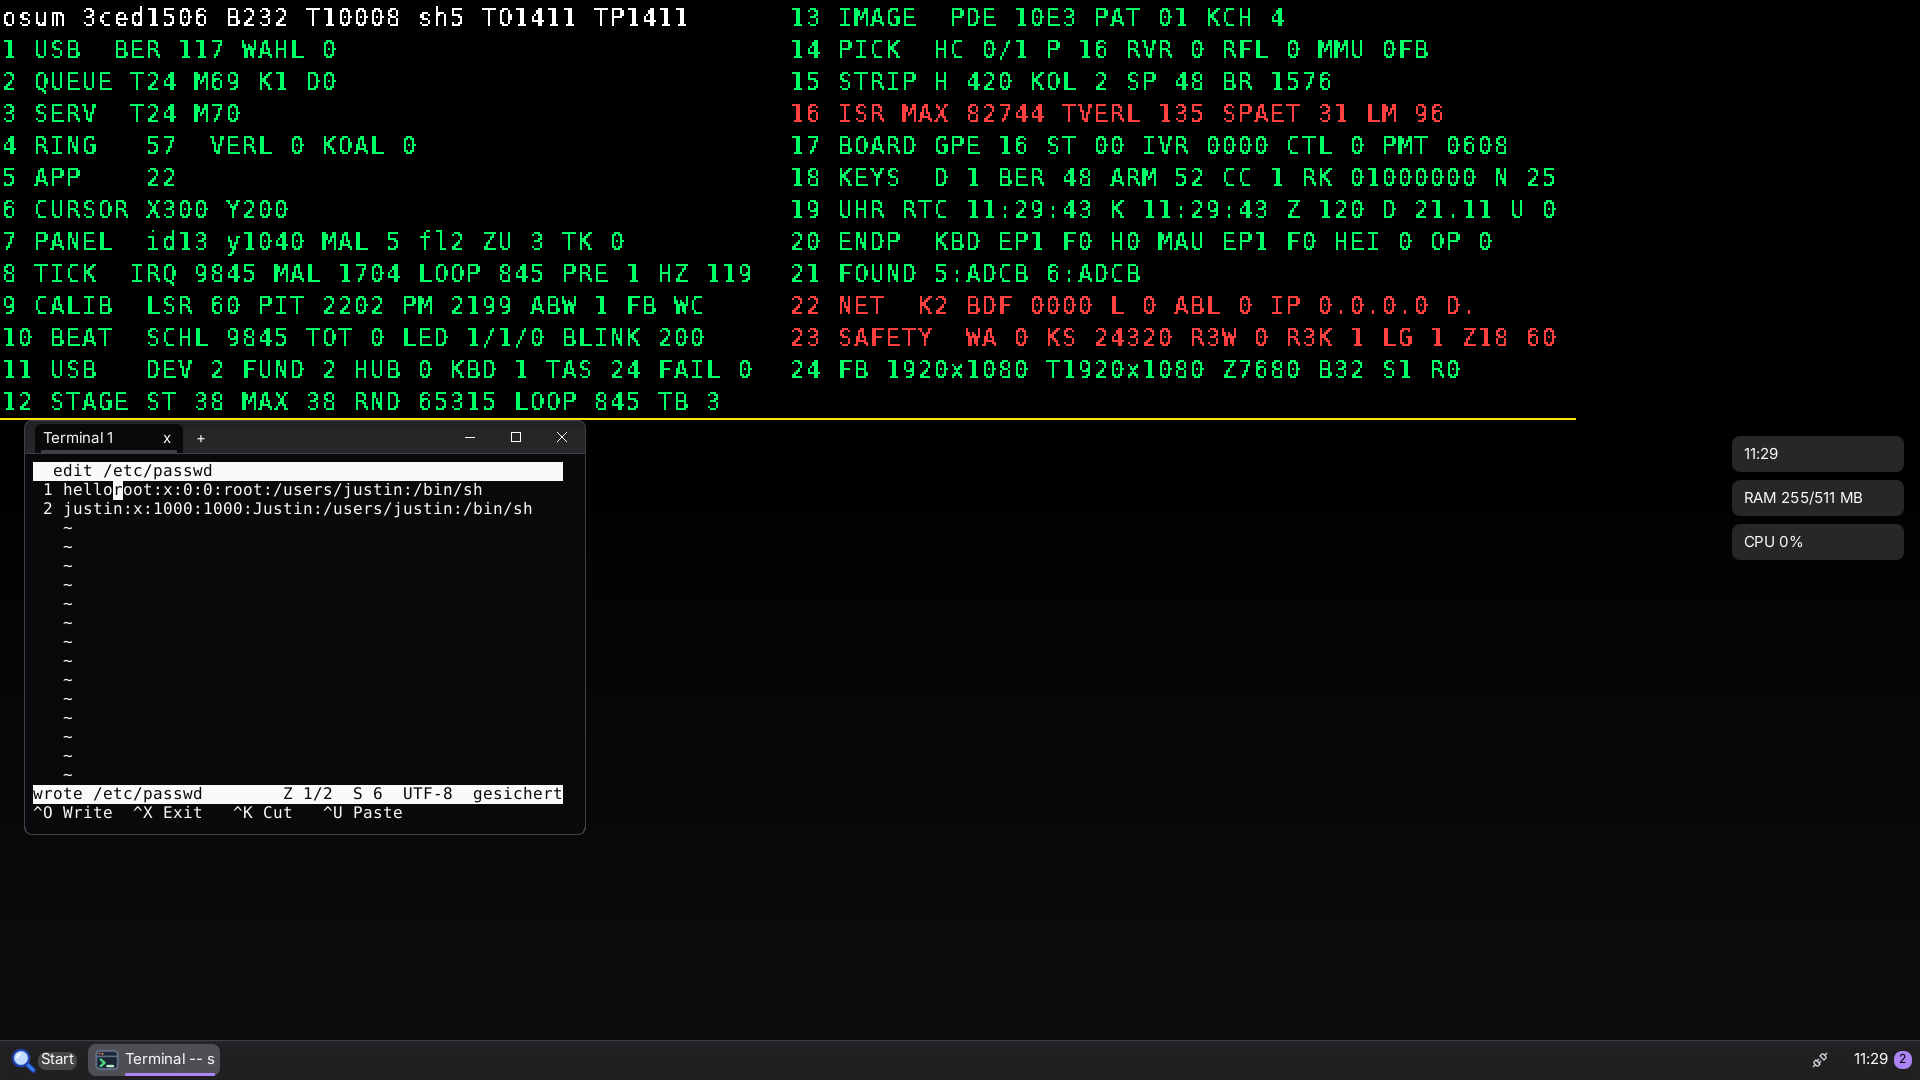 osum 3ced1506 B232 T10008 sh5 TO1411 TP1411
1 USB BER 117 WAHL 0
2 QUEUE T24 M69 K1 D0
3 SERV T24 M70
4 RING 57 VERL 0 KOAL 0
5 APP 22
6 CURSOR X300 Y200
7 PANEL id13 y1040 MAL 5 fl2 ZU 3 TK 0
8 TICK IRQ 9845 MAL 1704 LOOP 845 PRE 1 HZ 119
9 CALIB LSR 60 PIT 2202 PM 2199 ABW 1 FB WC
10 BEAT SCHL 9845 TOT 0 LED 1/1/0 BLINK 200
11 USB DEV 2 FUND 2 HUB 0 KBD 1 TAS 24 FAIL 0
12 STAGE ST 38 MAX 38 RND 65315 LOOP 845 TB 3
13 IMAGE PDE 10E3 PAT 01 KCH 4
14 PICK HC 0/1 P 16 RVR 0 RFL 0 MMU 0FB
15 STRIP H 420 KOL 2 SP 48 BR 1576
16 ISR MAX 82744 TVERL 135 SPAET 31 LM 96
17 BOARD GPE 16 ST 00 IVR 0000 CTL 0 PMT 0608
18 KEYS D 1 BER 48 ARM 52 CC 1 RK 01000000 N 25
19 UHR RTC 11:29:43 K 11:29:43 Z 120 D 21.11 U 0
20 ENDP KBD EP1 F0 H0 MAU EP1 F0 HEI 0 OP 0
21 FOUND 5:ADCB 6:ADCB
22 NET K2 BDF 0000 L 0 ABL 0 IP 0.0.0.0 D.
23 SAFETY WA 0 KS 24320 R3W 0 R3K 1 LG 1 Z18 60
24 FB 1920x1080 T1920x1080 Z7680 B32 S1 R0
Terminal 1 x +
edit /etc/passwd
1 helloroot:x:0:0:root:/users/justin:/bin/sh
2 justin:x:1000:1000:Justin:/users/justin:/bin/sh
~
~
~
~
~
~
~
~
~
~
~
~
~
~
wrote /etc/passwd Z 1/2 S 6 UTF-8 gesichert
^O Write ^X Exit ^K Cut ^U Paste
11:29
RAM 255/511 MB
CPU 0%
Start
Terminal -- s
11:29 2